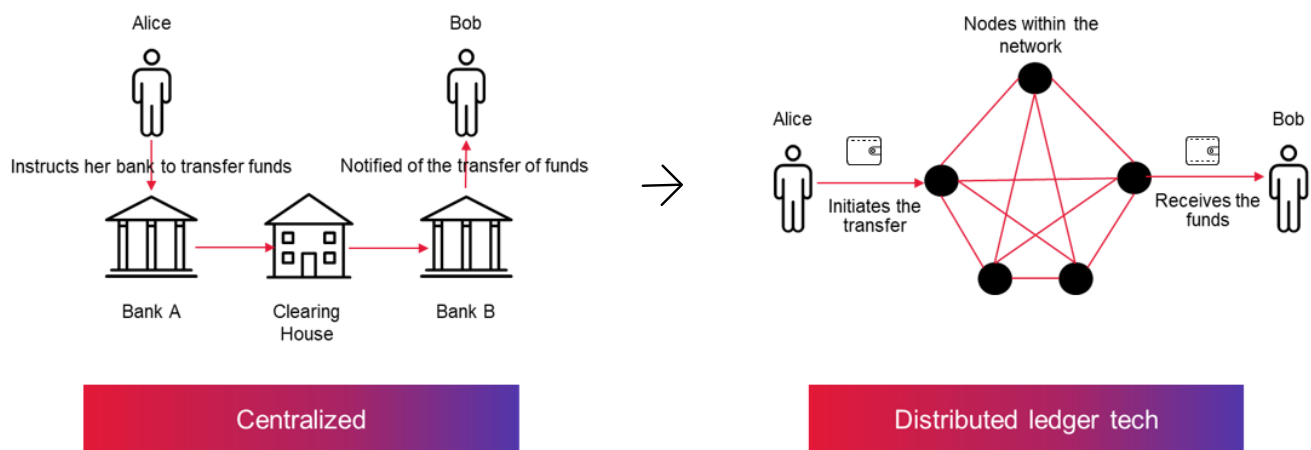 Alice
Bob
Instructs her bank to transfer funds
Notified of the transfer of funds
Bank A
Clearing
House
Bank B
Centralized
Nodes within the
network
Alice
Bob
Initiates the
transfer
Receives the
funds
Distributed ledger tech